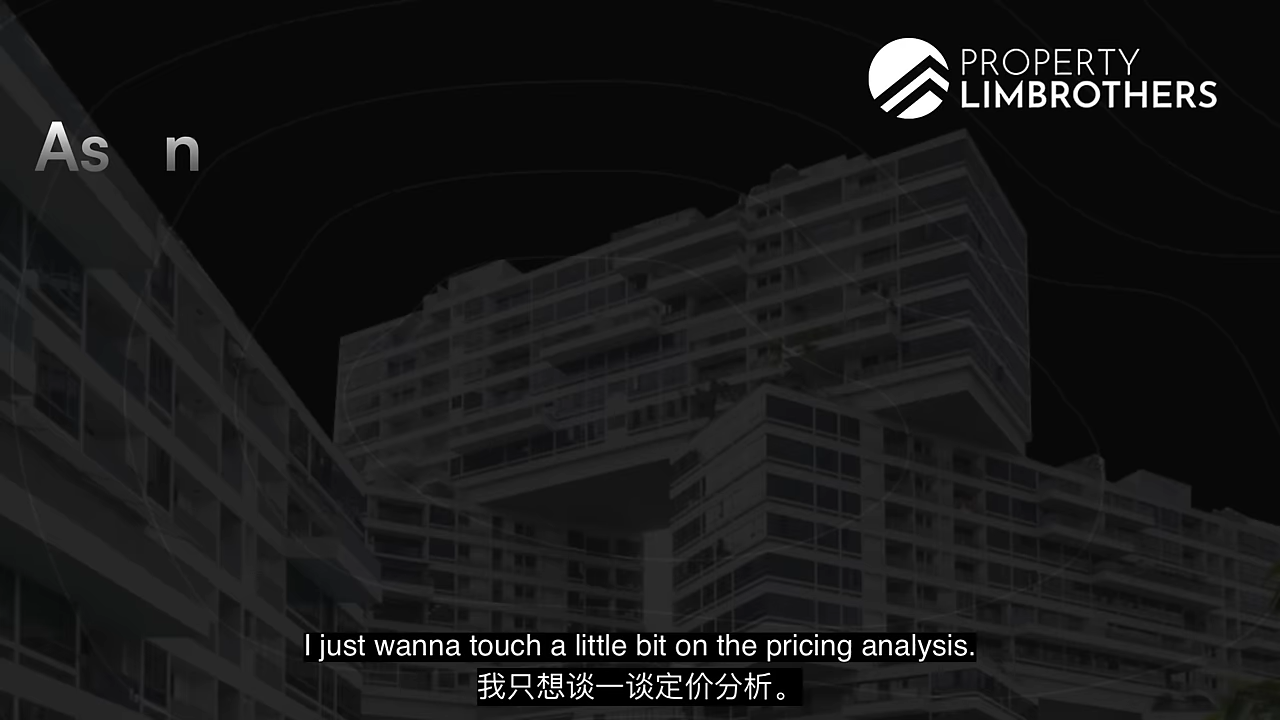 PROPERTY
LIMBROTHERS
As n
I just wanna touch a little bit on the pricing analysis.
我只想谈一谈定价分析。